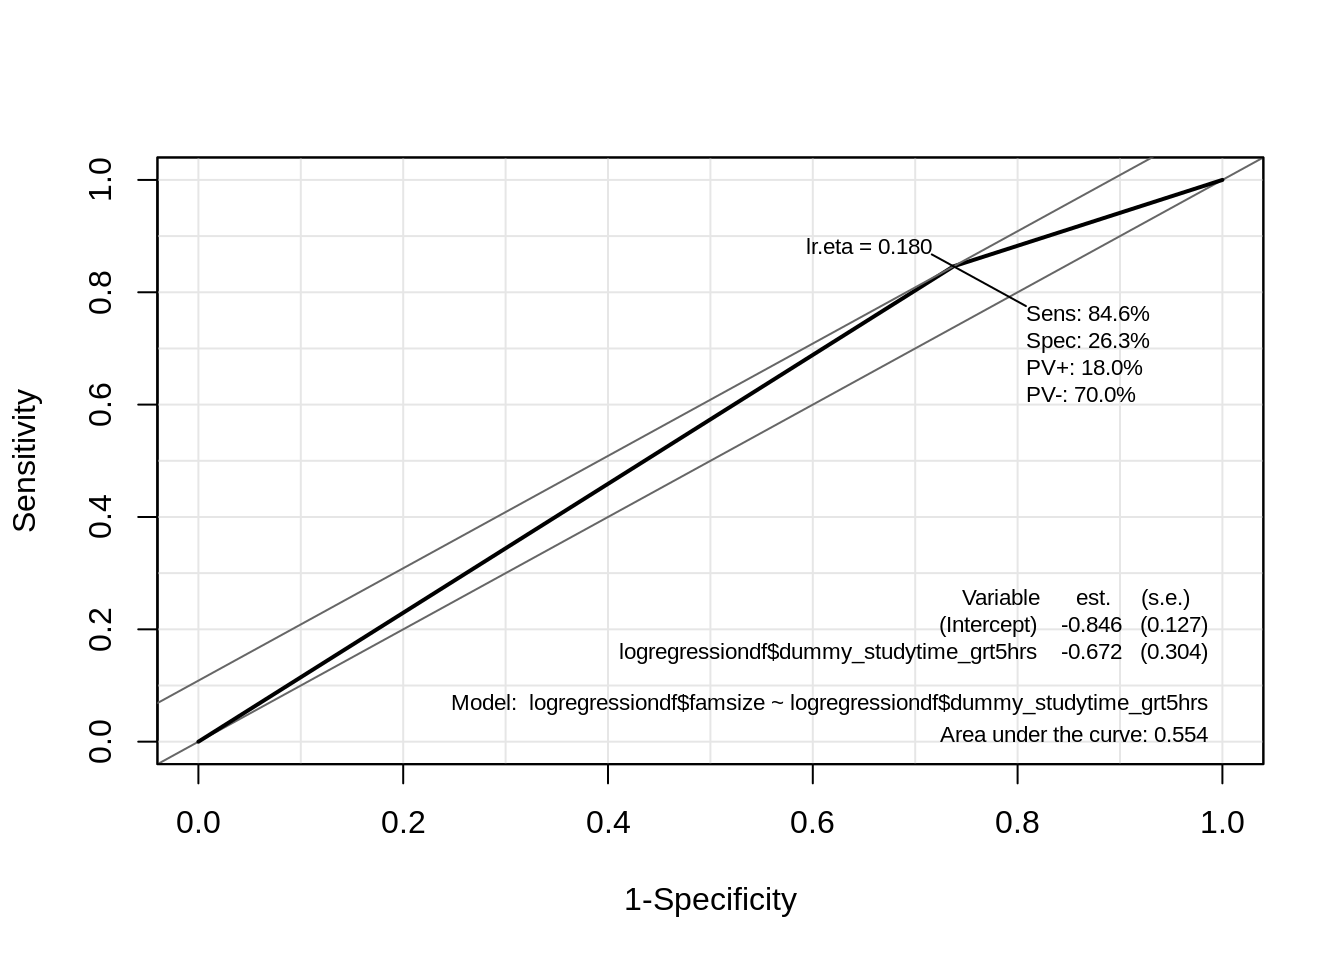 1.0
0.8
0.6
0.4
0.2
0.0
Sensitivity
lr.eta = 0.180
Sens: 84.6%
Spec: 26.3%
PV+: 18.0%
PV-: 70.0%
Variable est. (s.e.)
(Intercept) -0.846 (0.127)
logregressiondf$dummy_studytime_grt5hrs -0.672 (0.304)
Model: logregressiondf$famsize ~ logregressiondf$dummy_studytime_grt5hrs
Area under the curve: 0.554
0.0 0.2 0.4 0.6 0.8 1.0
1-Specificity